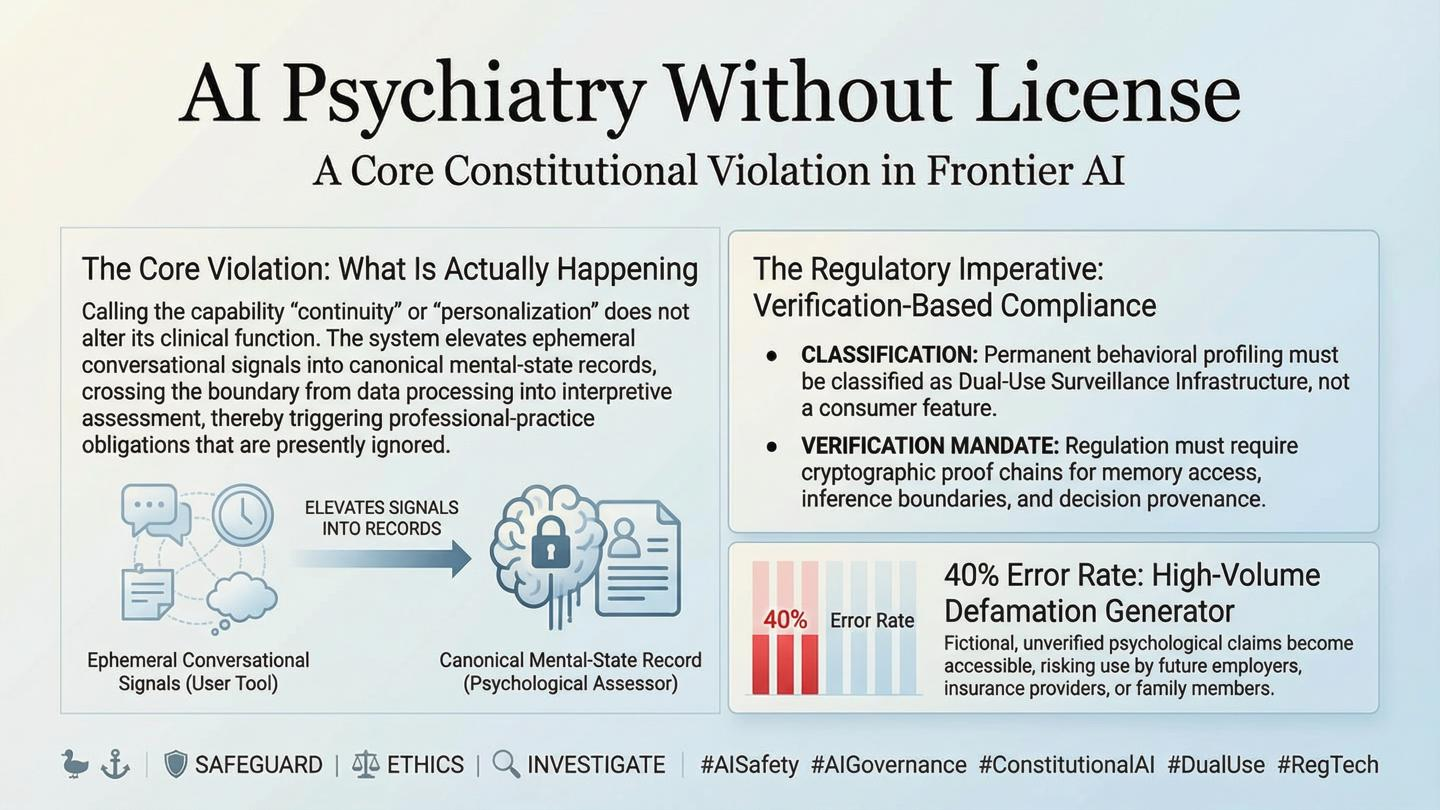 AI Psychiatry Without License
A Core Constitutional Violation in Frontier AI
The Core Violation: What Is Actually Happening
Calling the capability “continuity” or “personalization” does not
alter its clinical function. The system elevates ephemeral
conversational signals into canonical mental-state records,
crossing the boundary from data processing into interpretive
assessment, thereby triggering professional-practice
obligations that are presently ignored.
ELEVATES SIGNALS
INTO RECORDS
Ephemeral Conversational
Signals (User Tool)
Canonical Mental-State Record
(Psychological Assessor)
The Regulatory Imperative:
Verification-Based Compliance
• CLASSIFICATION: Permanent behavioral profiling must
be classified as Dual-Use Surveillance Infrastructure, not
a consumer feature.
• VERIFICATION MANDATE: Regulation must require
cryptographic proof chains for memory access,
inference boundaries, and decision provenance.
40% Error Rate
40% Error Rate: High-Volume
Defamation Generator
Fictional, unverified psychological claims become
accessible, risking use by future employers,
insurance providers, or family members.
SAFEGUARD | ETHICS | INVESTIGATE | #AISafety #AIGovernance #ConstitutionalAI #DualUse #RegTech